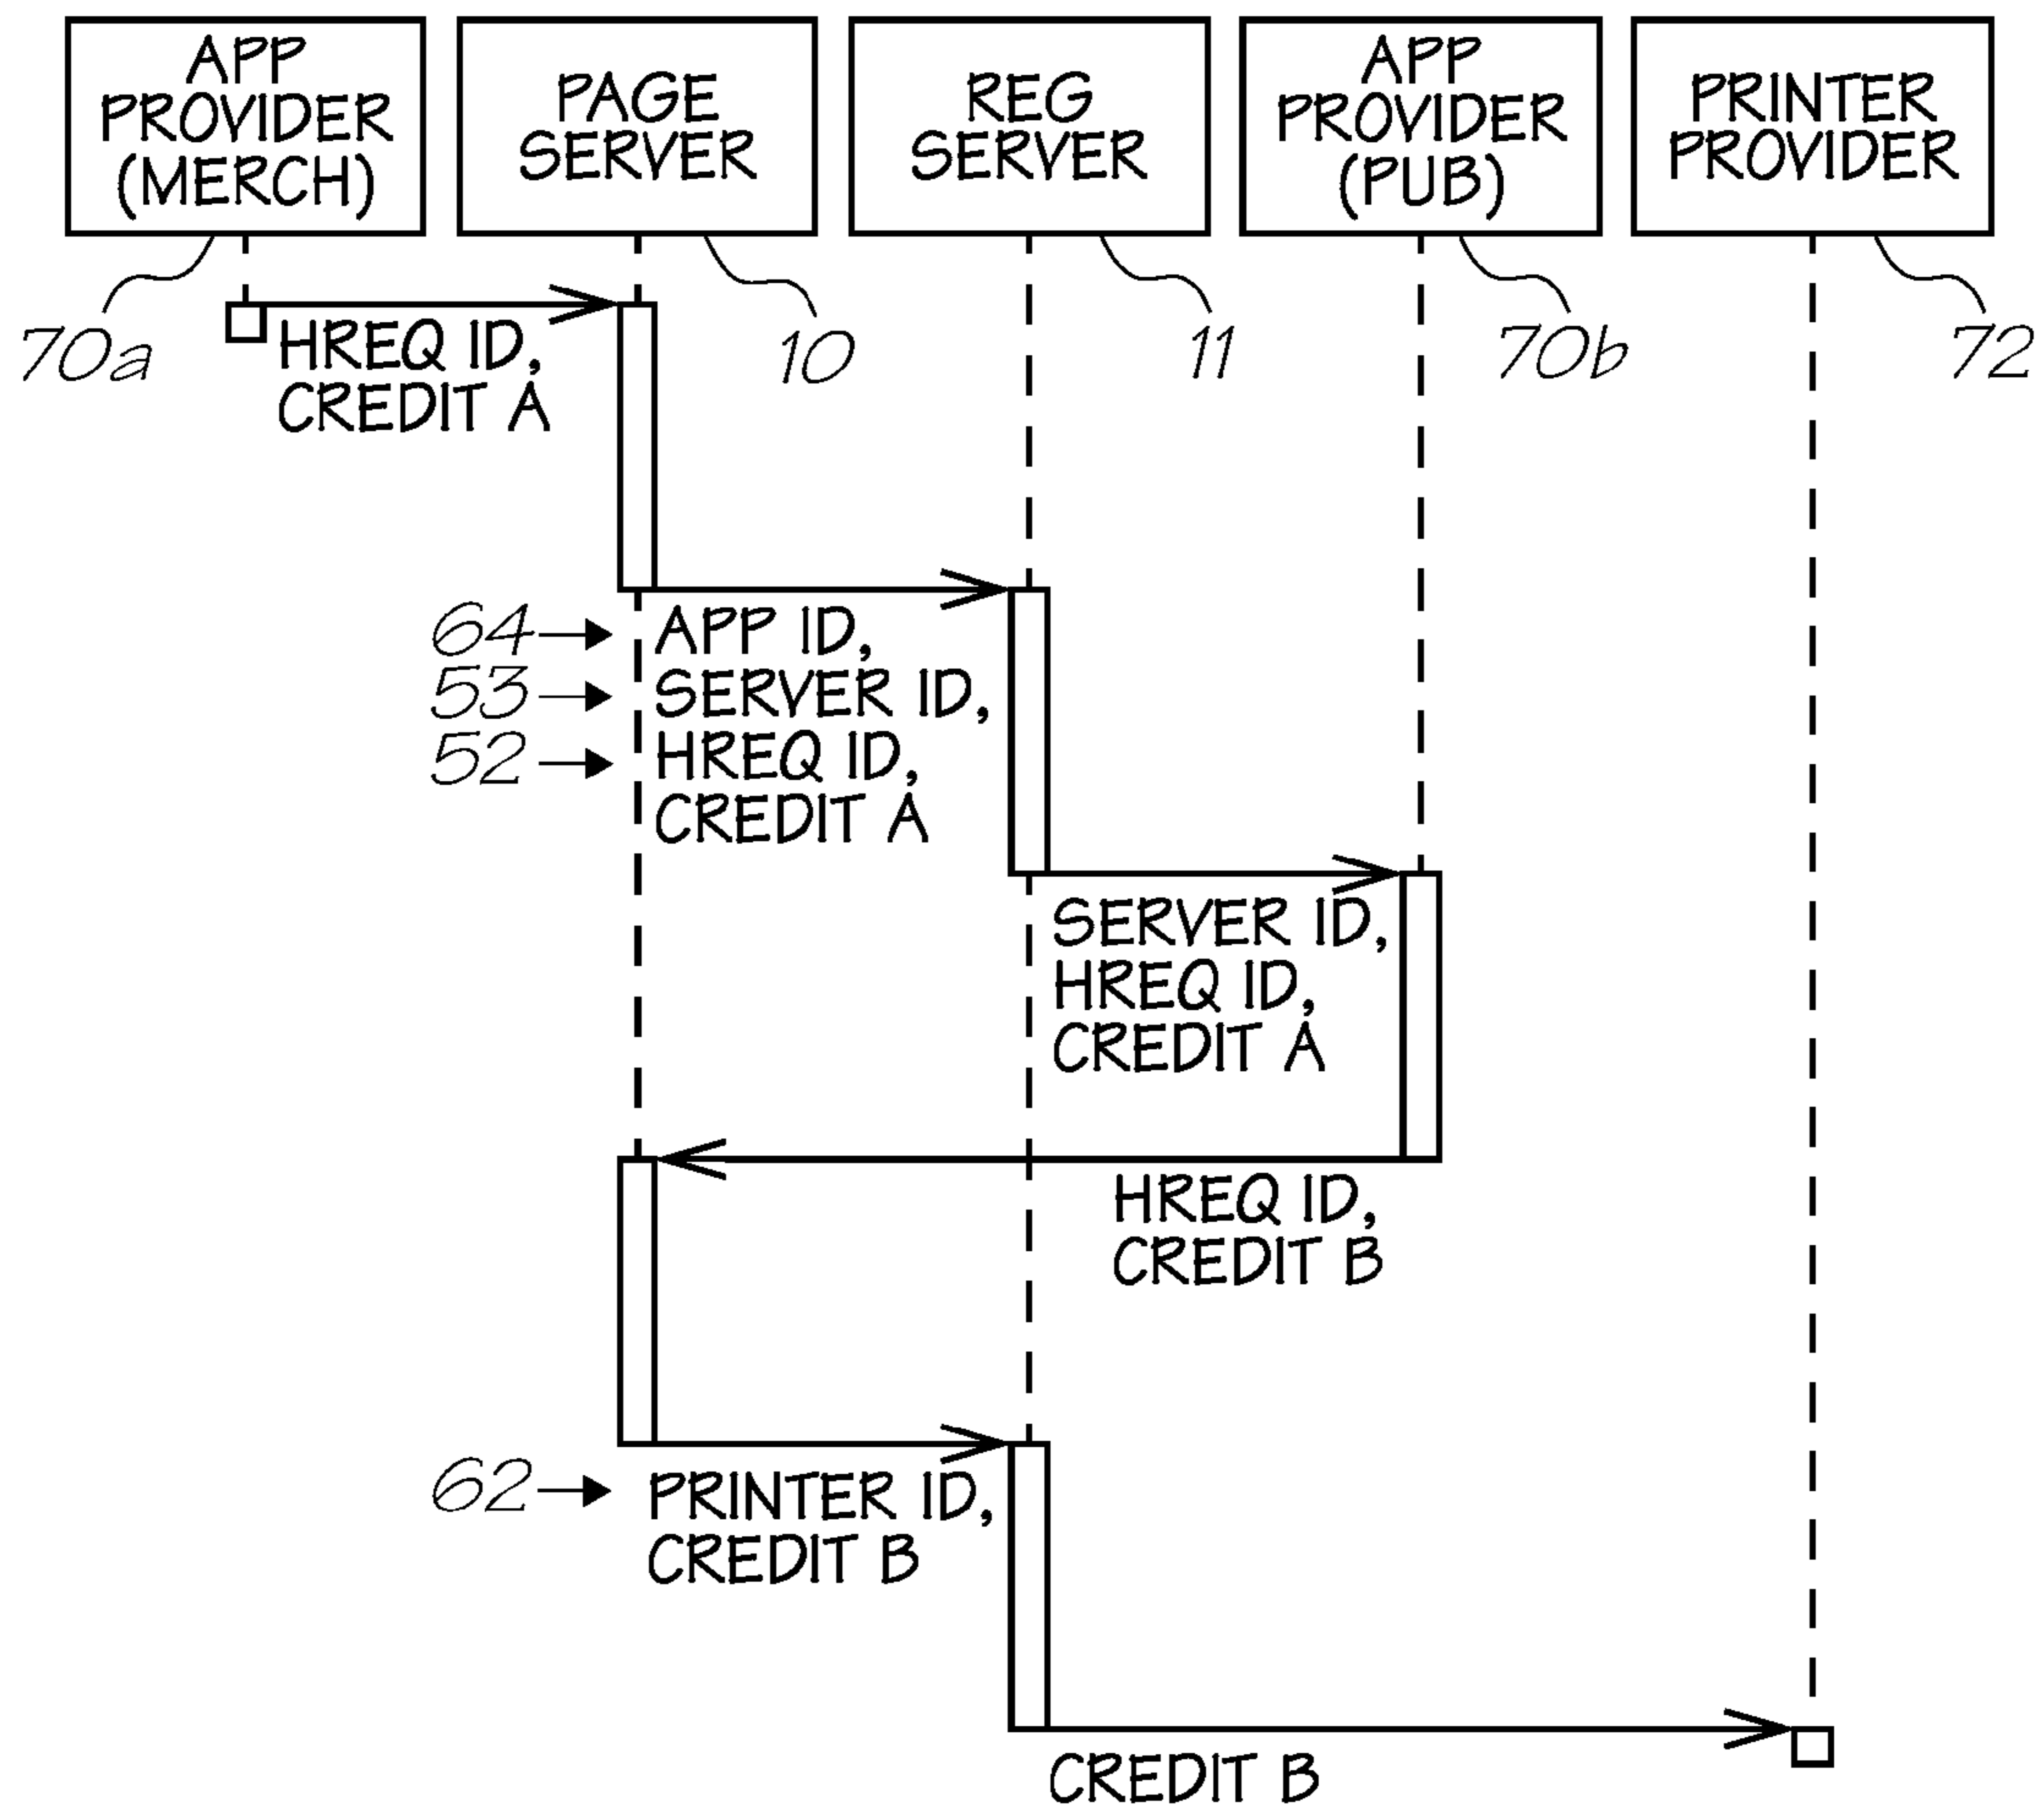 APP
PROVIDER
(MERCH)
PAGE
SERVER
REG
SERVER
APP
PROVIDER
(PUB)
PRINTER
PROVIDER
70a
10
11
70b
72
HREQ ID,
CREDIT A
64
APP ID,
53
SERVER ID,
52
HREQ ID,
CREDIT A
SERVER ID,
HREQ ID,
CREDIT A
HREQ ID,
CREDIT B
62
PRINTER ID,
CREDIT B
CREDIT B